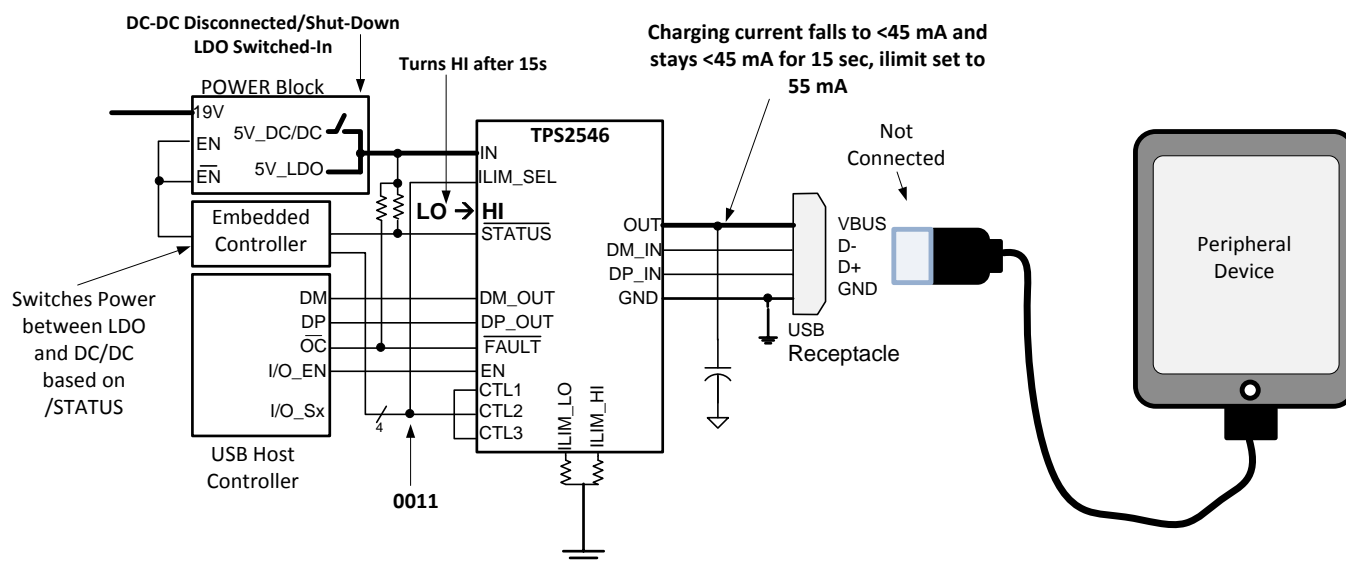 DC-DC Disconnected/Shut-Down
LDO Switched-In
Charging current falls to <45 mA and
stays <45 mA for 15 sec, ilimit set to
55 mA
Turns HI after 15s
POWER Block
19V
5V_DC/DC
EN
5V_LDO
EN
TPS2546
IN
ILIM_SEL
LO → HI
STATUS
DM_OUT
DP_OUT
FAULT
EN
CTL1
CTL2
CTL3
ILIM_LO
ILIM_HI
OUT
DM_IN
DP_IN
GND
Not
Connected
VBUS
D-
D+
GND
USB
Receptacle
Peripheral
Device
Embedded
Controller
Switches Power
between LDO
and DC/DC
based on
/STATUS
DM
DP
OC
I/O_EN
I/O_Sx
4
USB Host
Controller
0011